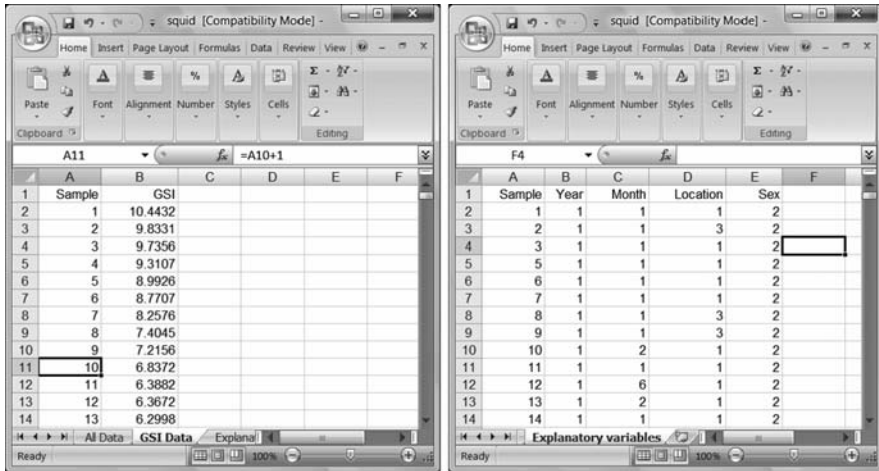 squid [Compatibility Mode] -
Home Insert Page Layout Formulas Data Review View
Paste Font Alignment Number Styles Cells
Clipboard Editing
A11 fx =A10+1
A B C D E F
1 Sample GSI
2 1 10.4432
3 2 9.8331
4 3 9.7356
5 4 9.3107
6 5 8.9926
7 6 8.7707
8 7 8.2576
9 8 7.4045
10 9 7.2156
11 10 6.8372
12 11 6.3882
13 12 6.3672
14 13 6.2998
All Data GSI Data Explana
Ready 100%
squid [Compatibility Mode] -
Home Insert Page Layout Formulas Data Review View
Paste Font Alignment Number Styles Cells
Clipboard Editing
F4 fx
A B C D E F
1 Sample Year Month Location Sex
2 1 1 1 1 2
3 2 1 1 3 2
4 3 1 1 1 2
5 5 1 1 1 2
6 6 1 1 1 2
7 7 1 1 1 2
8 8 1 1 3 2
9 9 1 1 3 2
10 10 1 2 1 2
11 11 1 1 1 2
12 12 1 6 1 2
13 13 1 2 1 2
14 14 1 1 1 2
Explanatory variables
Ready 100%